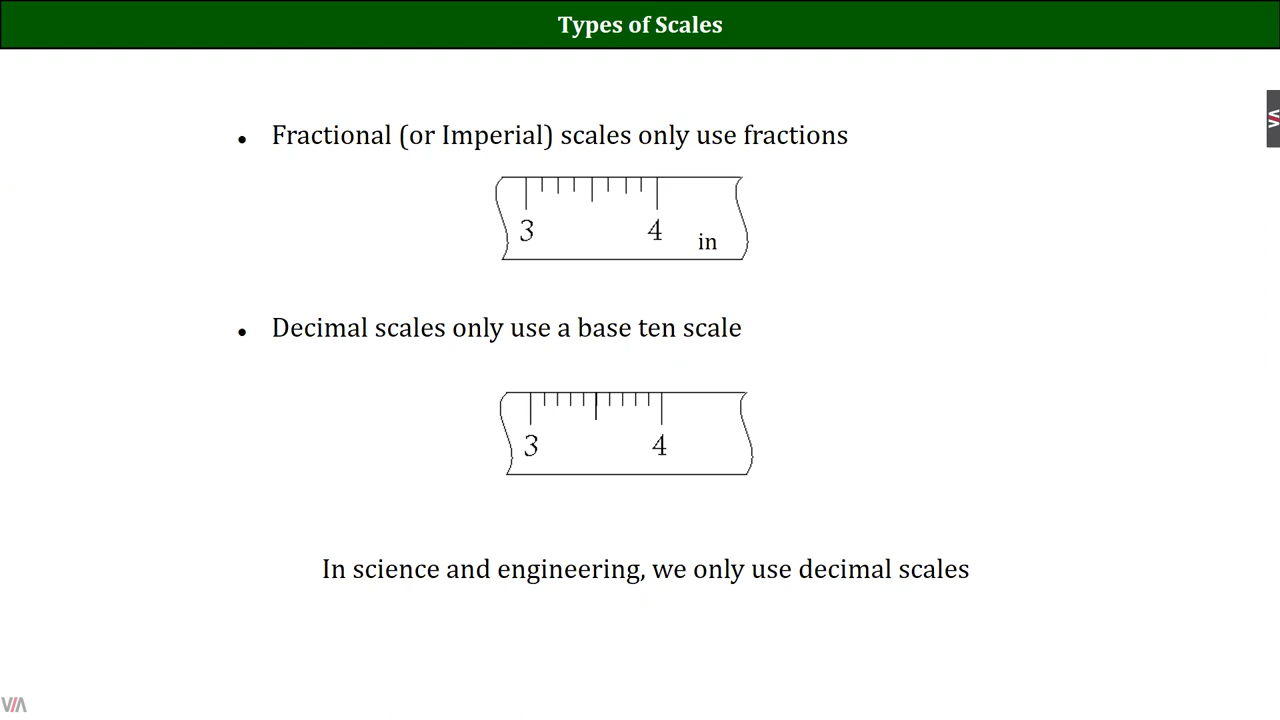 Types of Scales
• Fractional (or Imperial) scales only use fractions
3 4 in
• Decimal scales only use a base ten scale
3 4
In science and engineering, we only use decimal scales
VIA